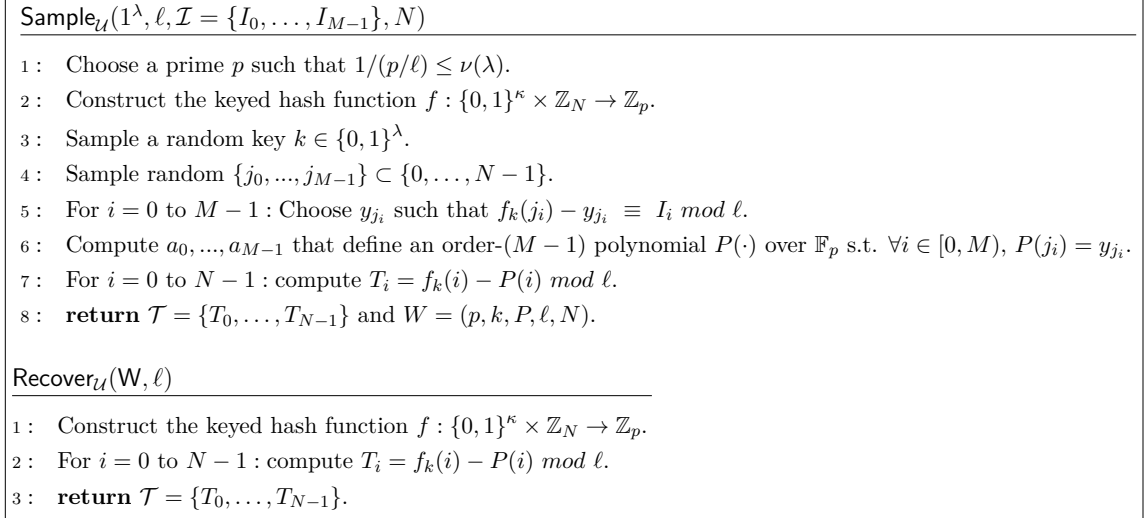 Sample_𝒰(1^λ, ℓ, ℐ = {I_0, . . . , I_{M−1}}, N)
1 : Choose a prime p such that 1/(p/ℓ) ≤ ν(λ).
2 : Construct the keyed hash function f : {0, 1}^κ × ℤ_N → ℤ_p.
3 : Sample a random key k ∈ {0, 1}^λ.
4 : Sample random {j_0, ..., j_{M−1}} ⊂ {0, . . . , N − 1}.
5 : For i = 0 to M − 1 : Choose y_{j_i} such that f_k(j_i) − y_{j_i} ≡ I_i mod ℓ.
6 : Compute a_0, ..., a_{M−1} that define an order-(M − 1) polynomial P(·) over 𝔽_p s.t. ∀i ∈ [0, M), P(j_i) = y_{j_i}.
7 : For i = 0 to N − 1 : compute T_i = f_k(i) − P(i) mod ℓ.
8 : return 𝒯 = {T_0, . . . , T_{N−1}} and W = (p, k, P, ℓ, N).
Recover_𝒰(W, ℓ)
1 : Construct the keyed hash function f : {0, 1}^κ × ℤ_N → ℤ_p.
2 : For i = 0 to N − 1 : compute T_i = f_k(i) − P(i) mod ℓ.
3 : return 𝒯 = {T_0, . . . , T_{N−1}}.